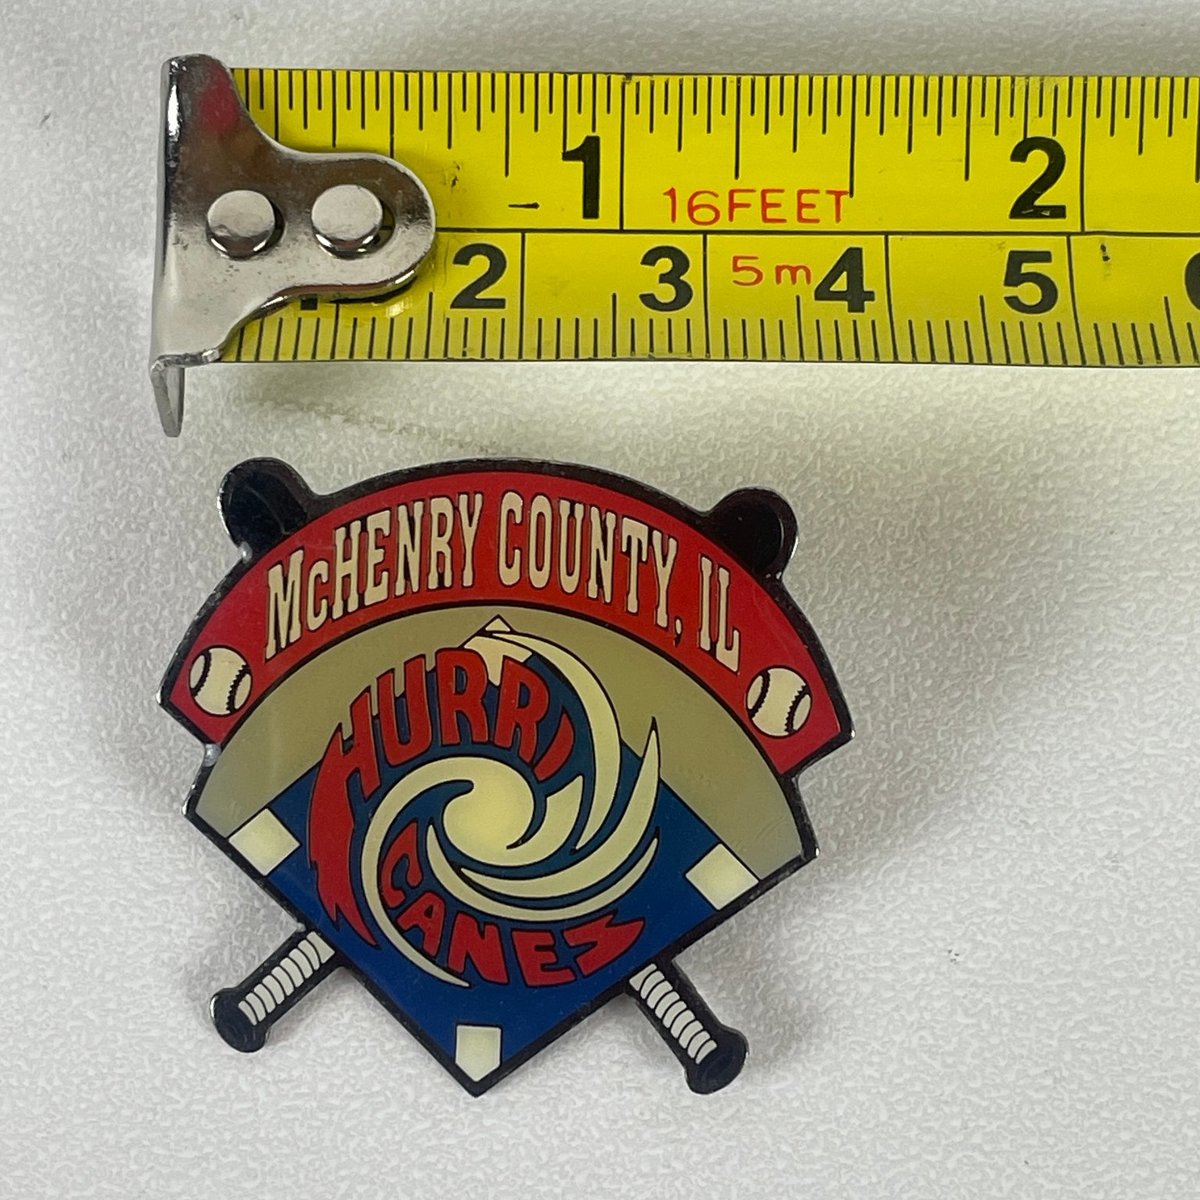 1 2
16FEET
2 3 4 5
5m
McHENRY COUNTY, IL
HURRI
CANES